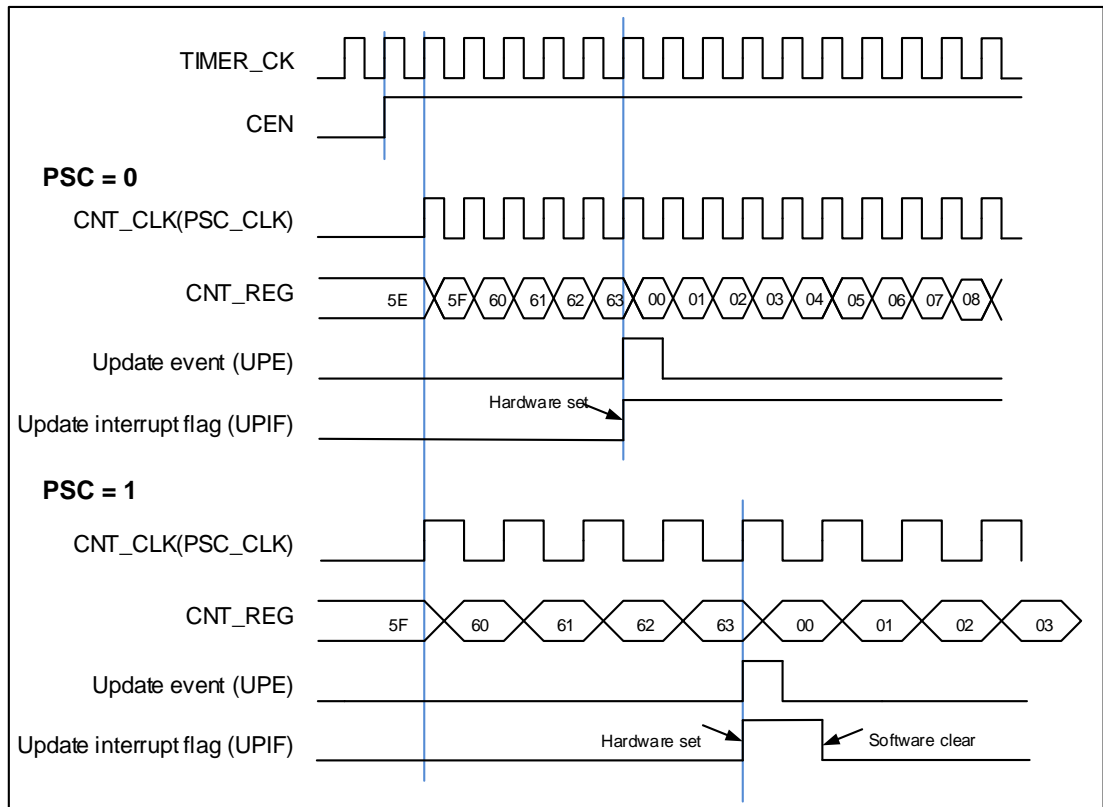 TIMER_CK
CEN
PSC = 0
CNT_CLK(PSC_CLK)
CNT_REG 5E 5F 60 61 62 63 00 01 02 03 04 05 06 07 08
Update event (UPE)
Hardware set
Update interrupt flag (UPIF)
PSC = 1
CNT_CLK(PSC_CLK)
CNT_REG 5F 60 61 62 63 00 01 02 03
Update event (UPE)
Update interrupt flag (UPIF) Hardware set Software clear